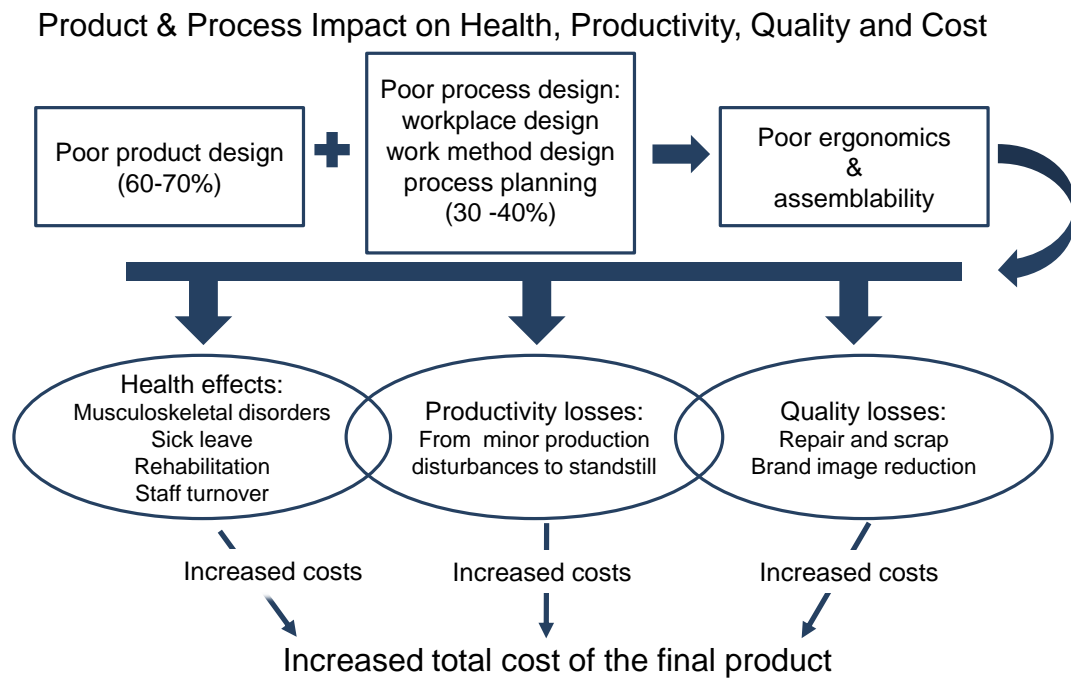 Product & Process Impact on Health, Productivity, Quality and Cost
Poor product design
(60-70%)
Poor process design:
workplace design
work method design
process planning
(30 -40%)
Poor ergonomics
&
assemblability
Health effects:
Musculoskeletal disorders
Sick leave
Rehabilitation
Staff turnover
Productivity losses:
From minor production
disturbances to standstill
Quality losses:
Repair and scrap
Brand image reduction
Increased costs
Increased costs
Increased costs
Increased total cost of the final product